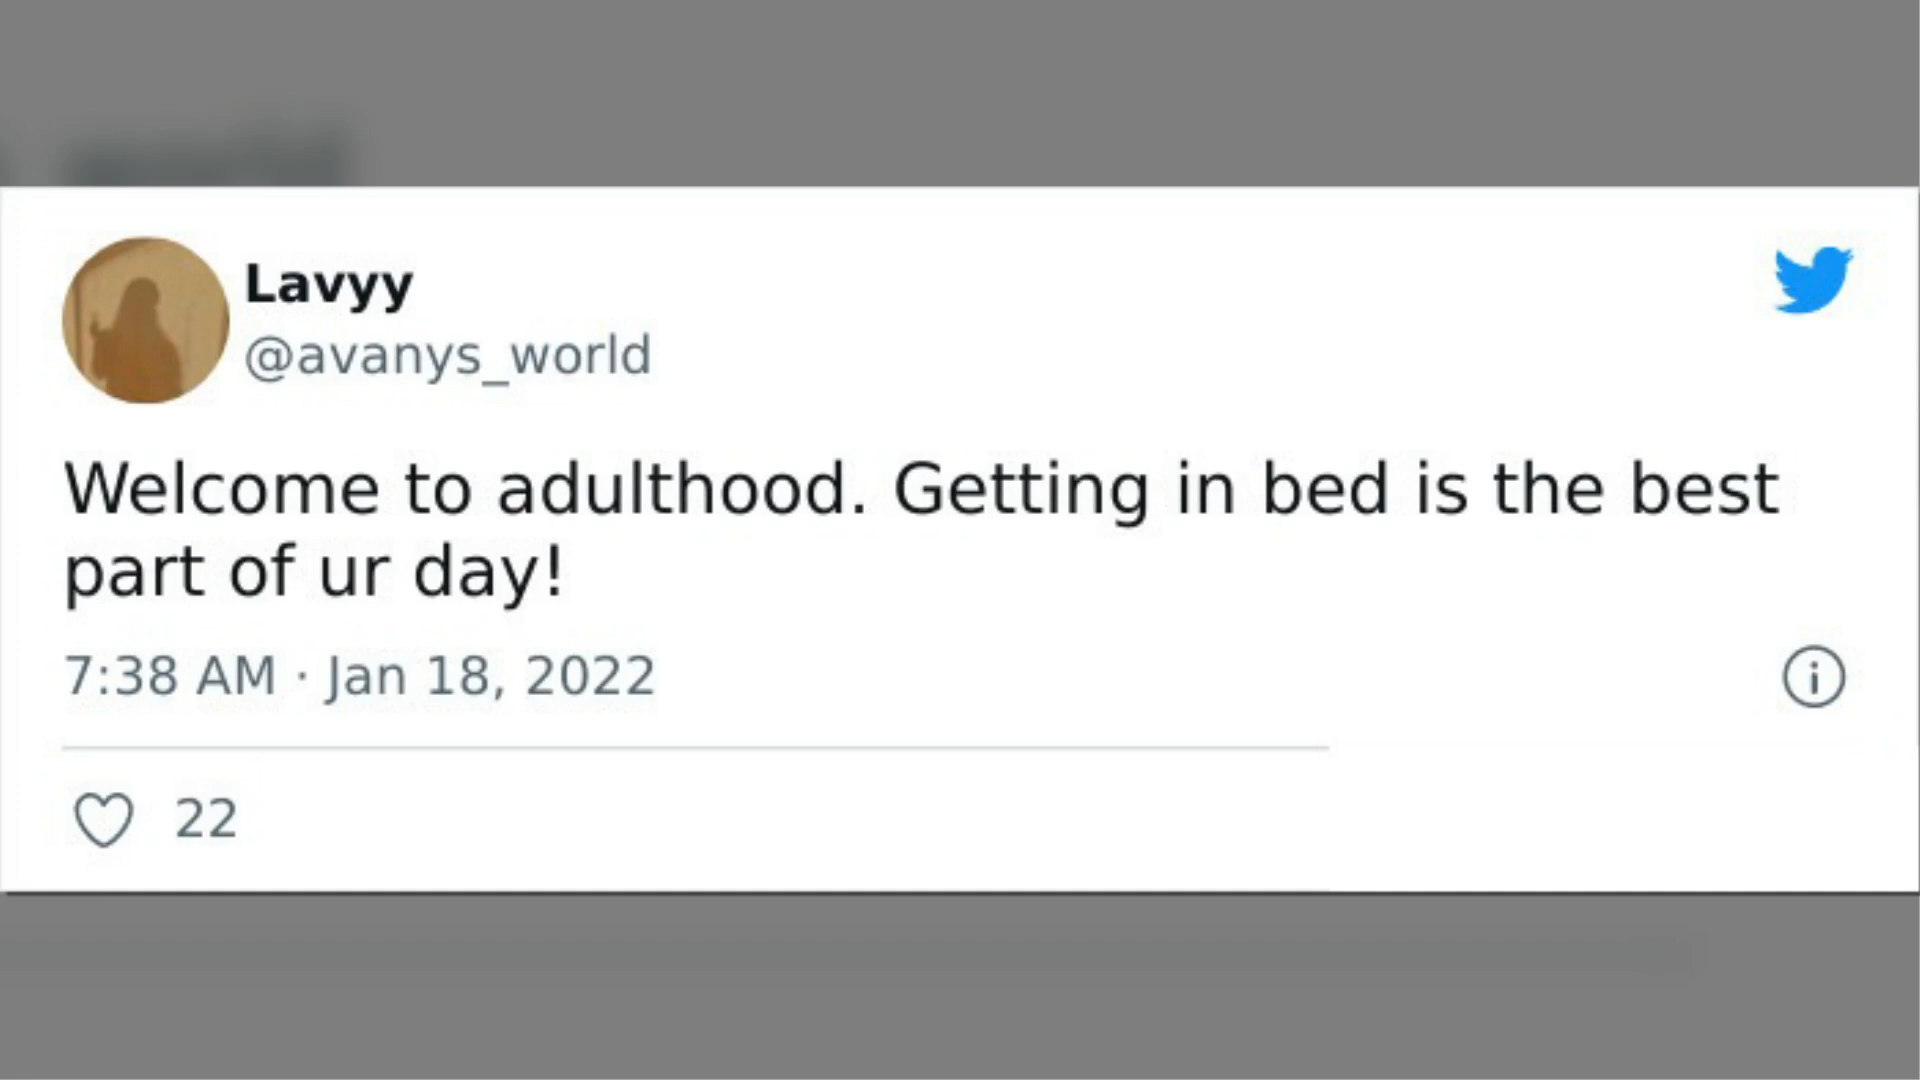 Lavyy
@avanys_world
Welcome to adulthood. Getting in bed is the best
part of ur day!
7:38 AM · Jan 18, 2022
22